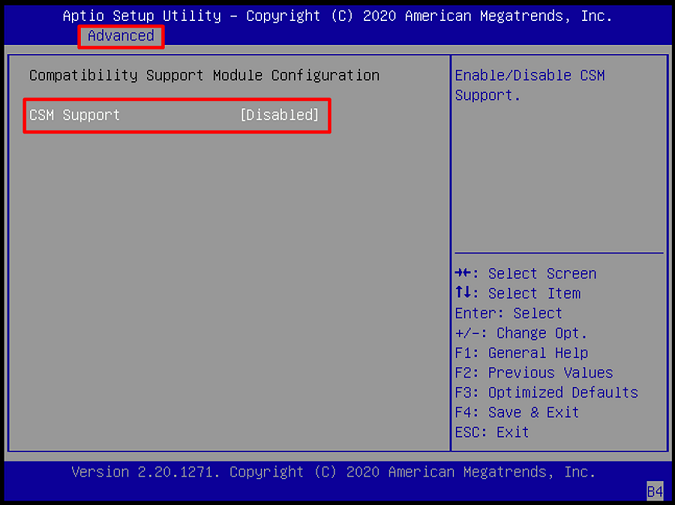 Aptio Setup Utility – Copyright (C) 2020 American Megatrends, Inc.
Advanced
Compatibility Support Module Configuration
CSM Support [Disabled]
Enable/Disable CSM
Support.
→←: Select Screen
↑↓: Select Item
Enter: Select
+/-: Change Opt.
F1: General Help
F2: Previous Values
F3: Optimized Defaults
F4: Save & Exit
ESC: Exit
Version 2.20.1271. Copyright (C) 2020 American Megatrends, Inc.
B4